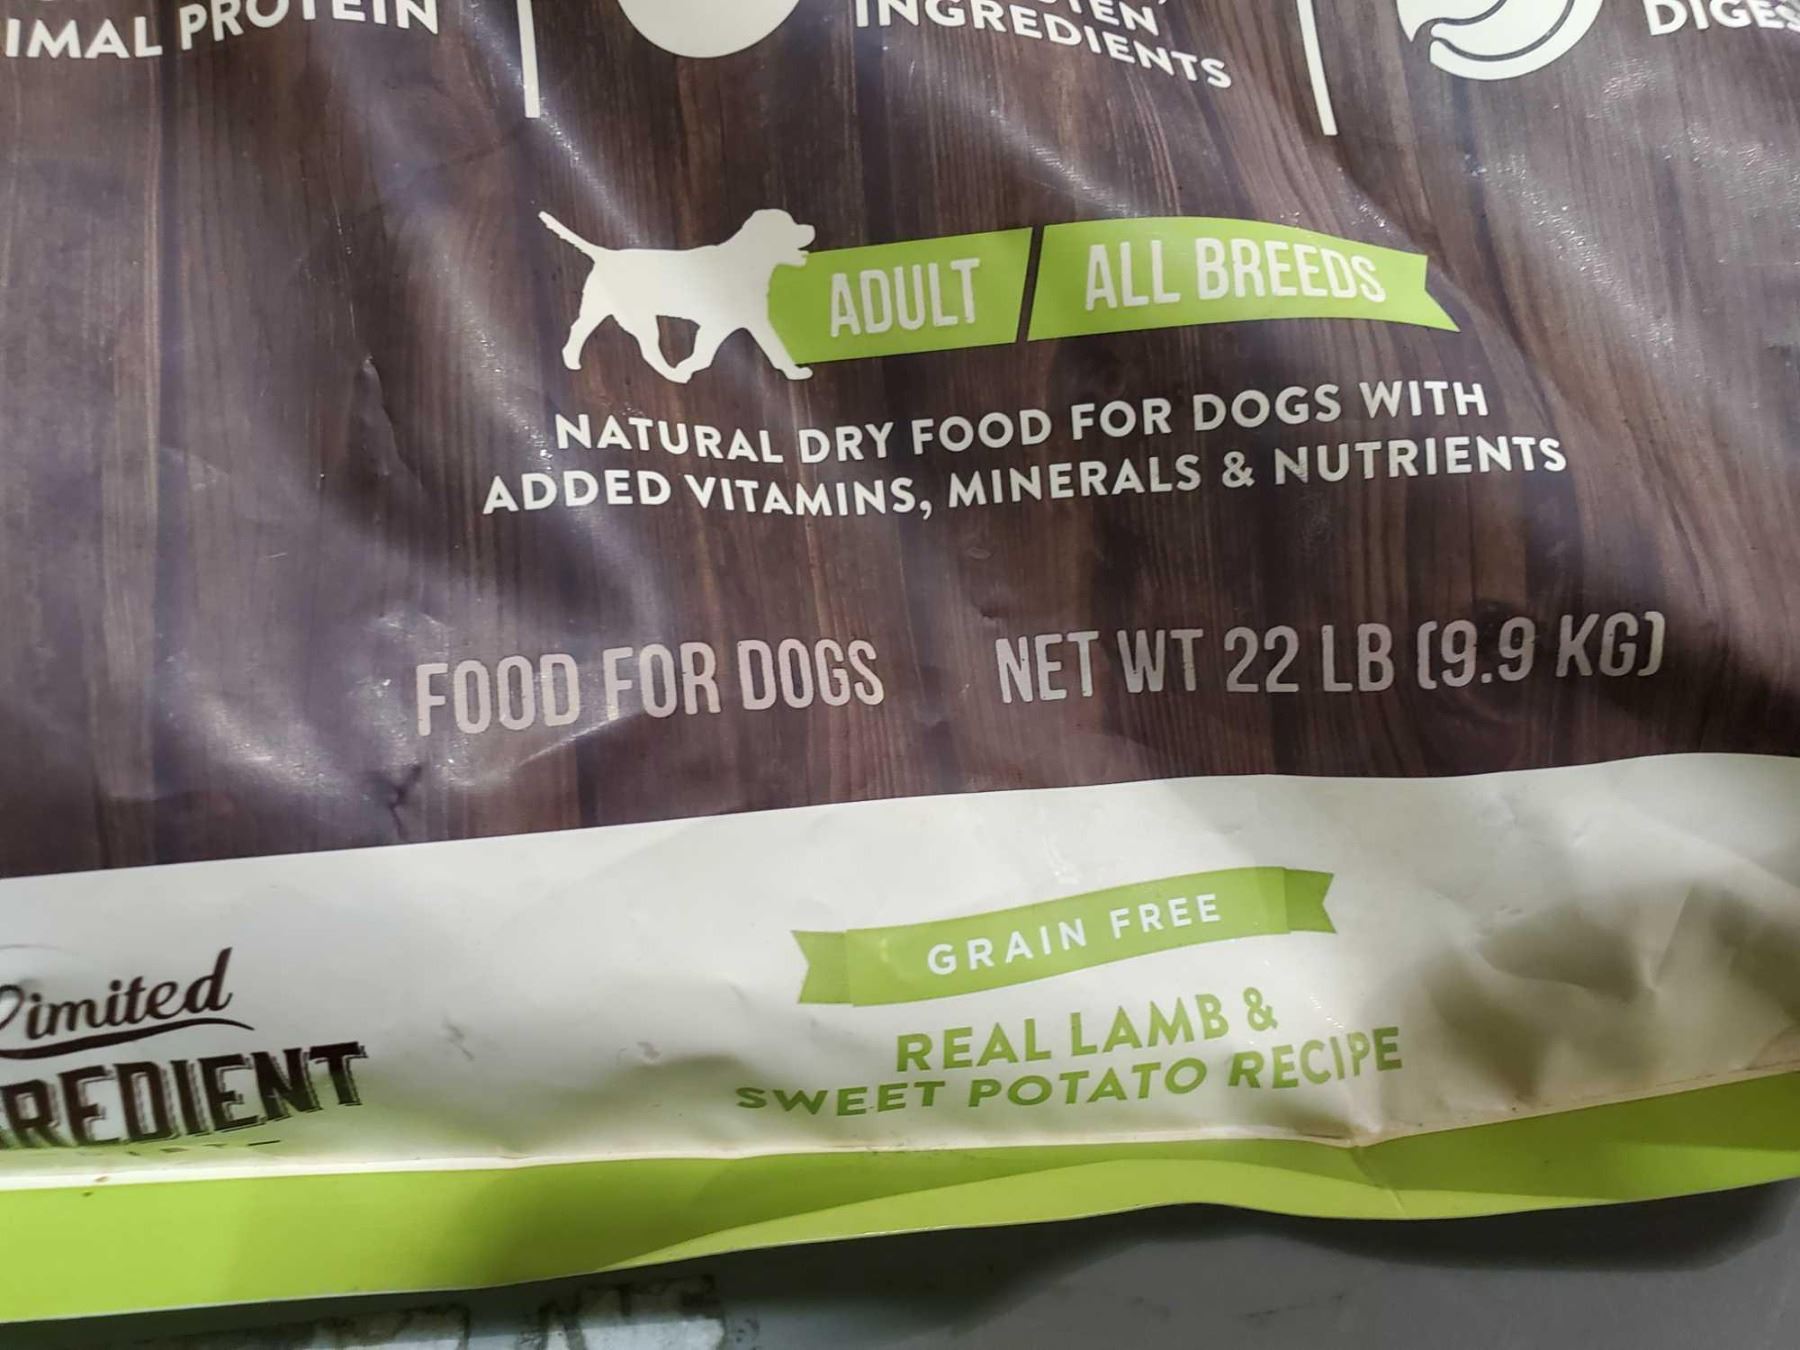 IMAL PROTEIN
INGREDIENTS
DIGES
ADULT
ALL BREEDS
NATURAL DRY FOOD FOR DOGS WITH
ADDED VITAMINS, MINERALS & NUTRIENTS
FOOD FOR DOGS
NET WT 22 LB (9.9 KG)
Limited
REDIENT
GRAIN FREE
REAL LAMB &
SWEET POTATO RECIPE